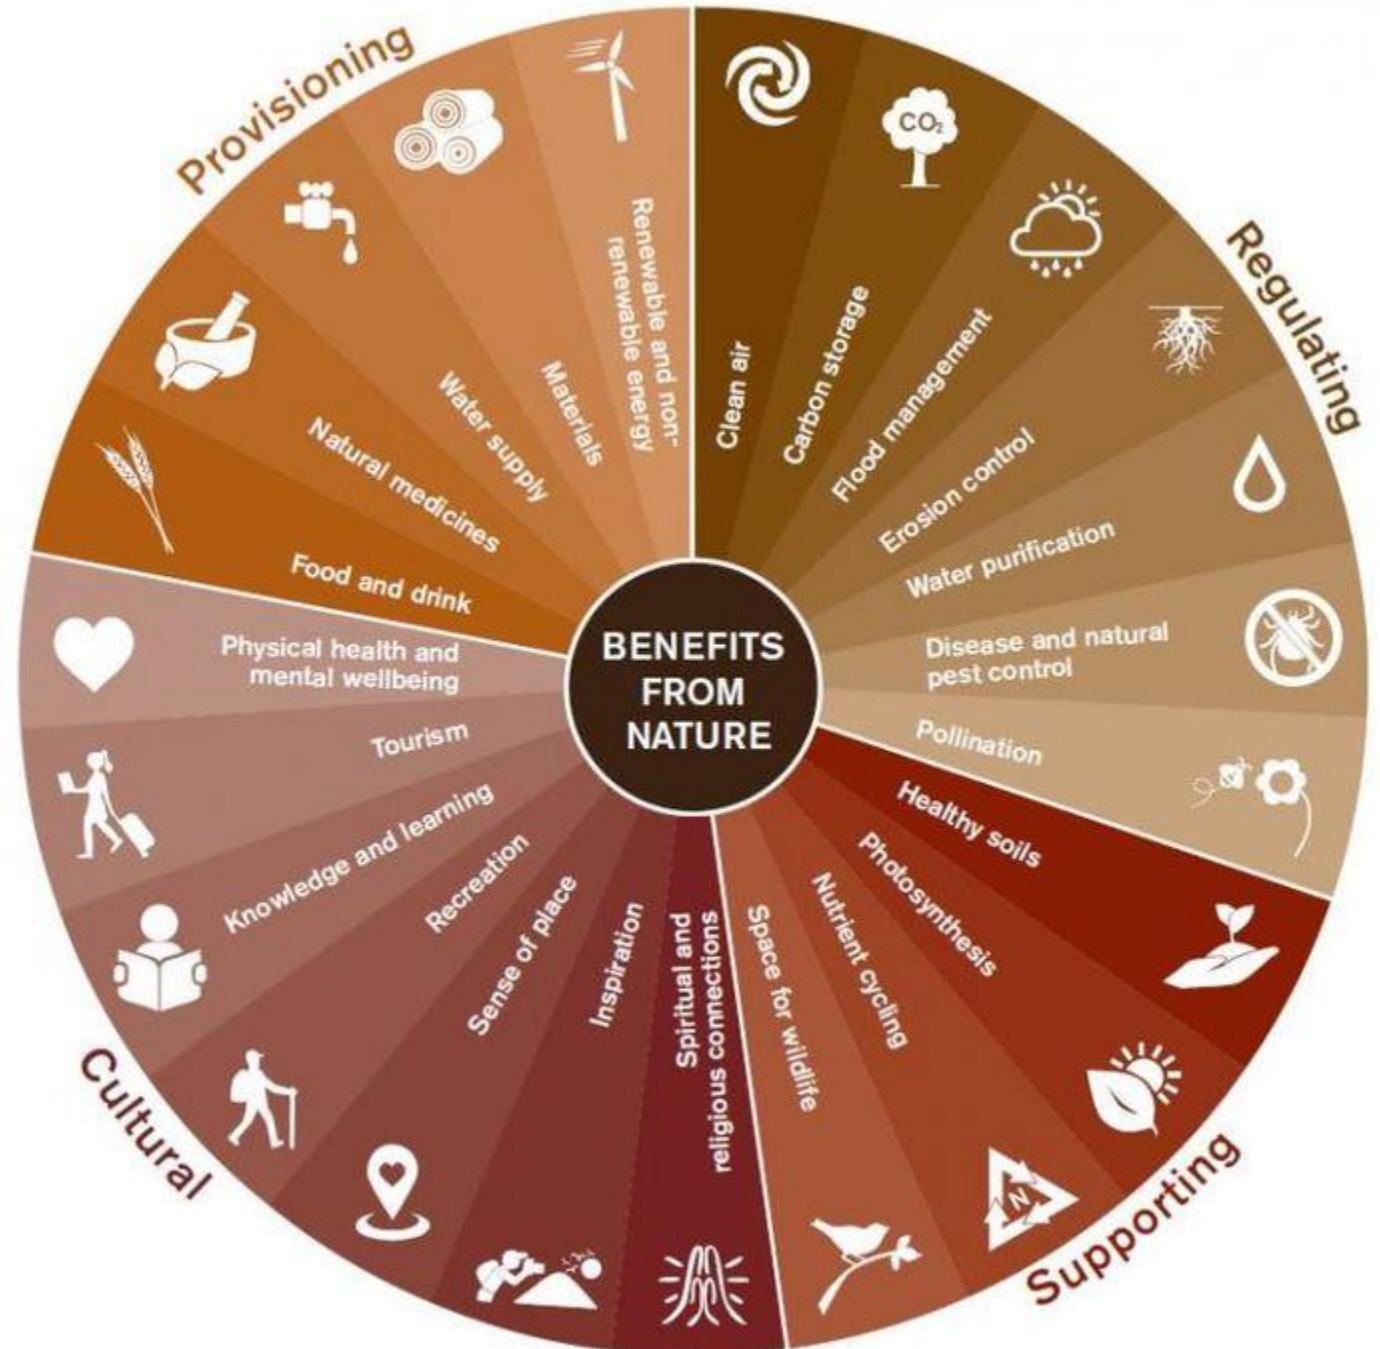 BENEFITS
FROM
NATURE
Provisioning
Food and drink
Natural medicines
Water supply
Materials
Renewable and non-
renewable energy
Regulating
Clean air
CO₂
Carbon storage
Flood management
Erosion control
Water purification
Disease and natural
pest control
Pollination
Supporting
Healthy soils
Photosynthesis
Nutrient cycling
N
Space for wildlife
Cultural
Spiritual and
religious connections
Inspiration
Sense of place
Recreation
Knowledge and learning
Tourism
Physical health and
mental wellbeing